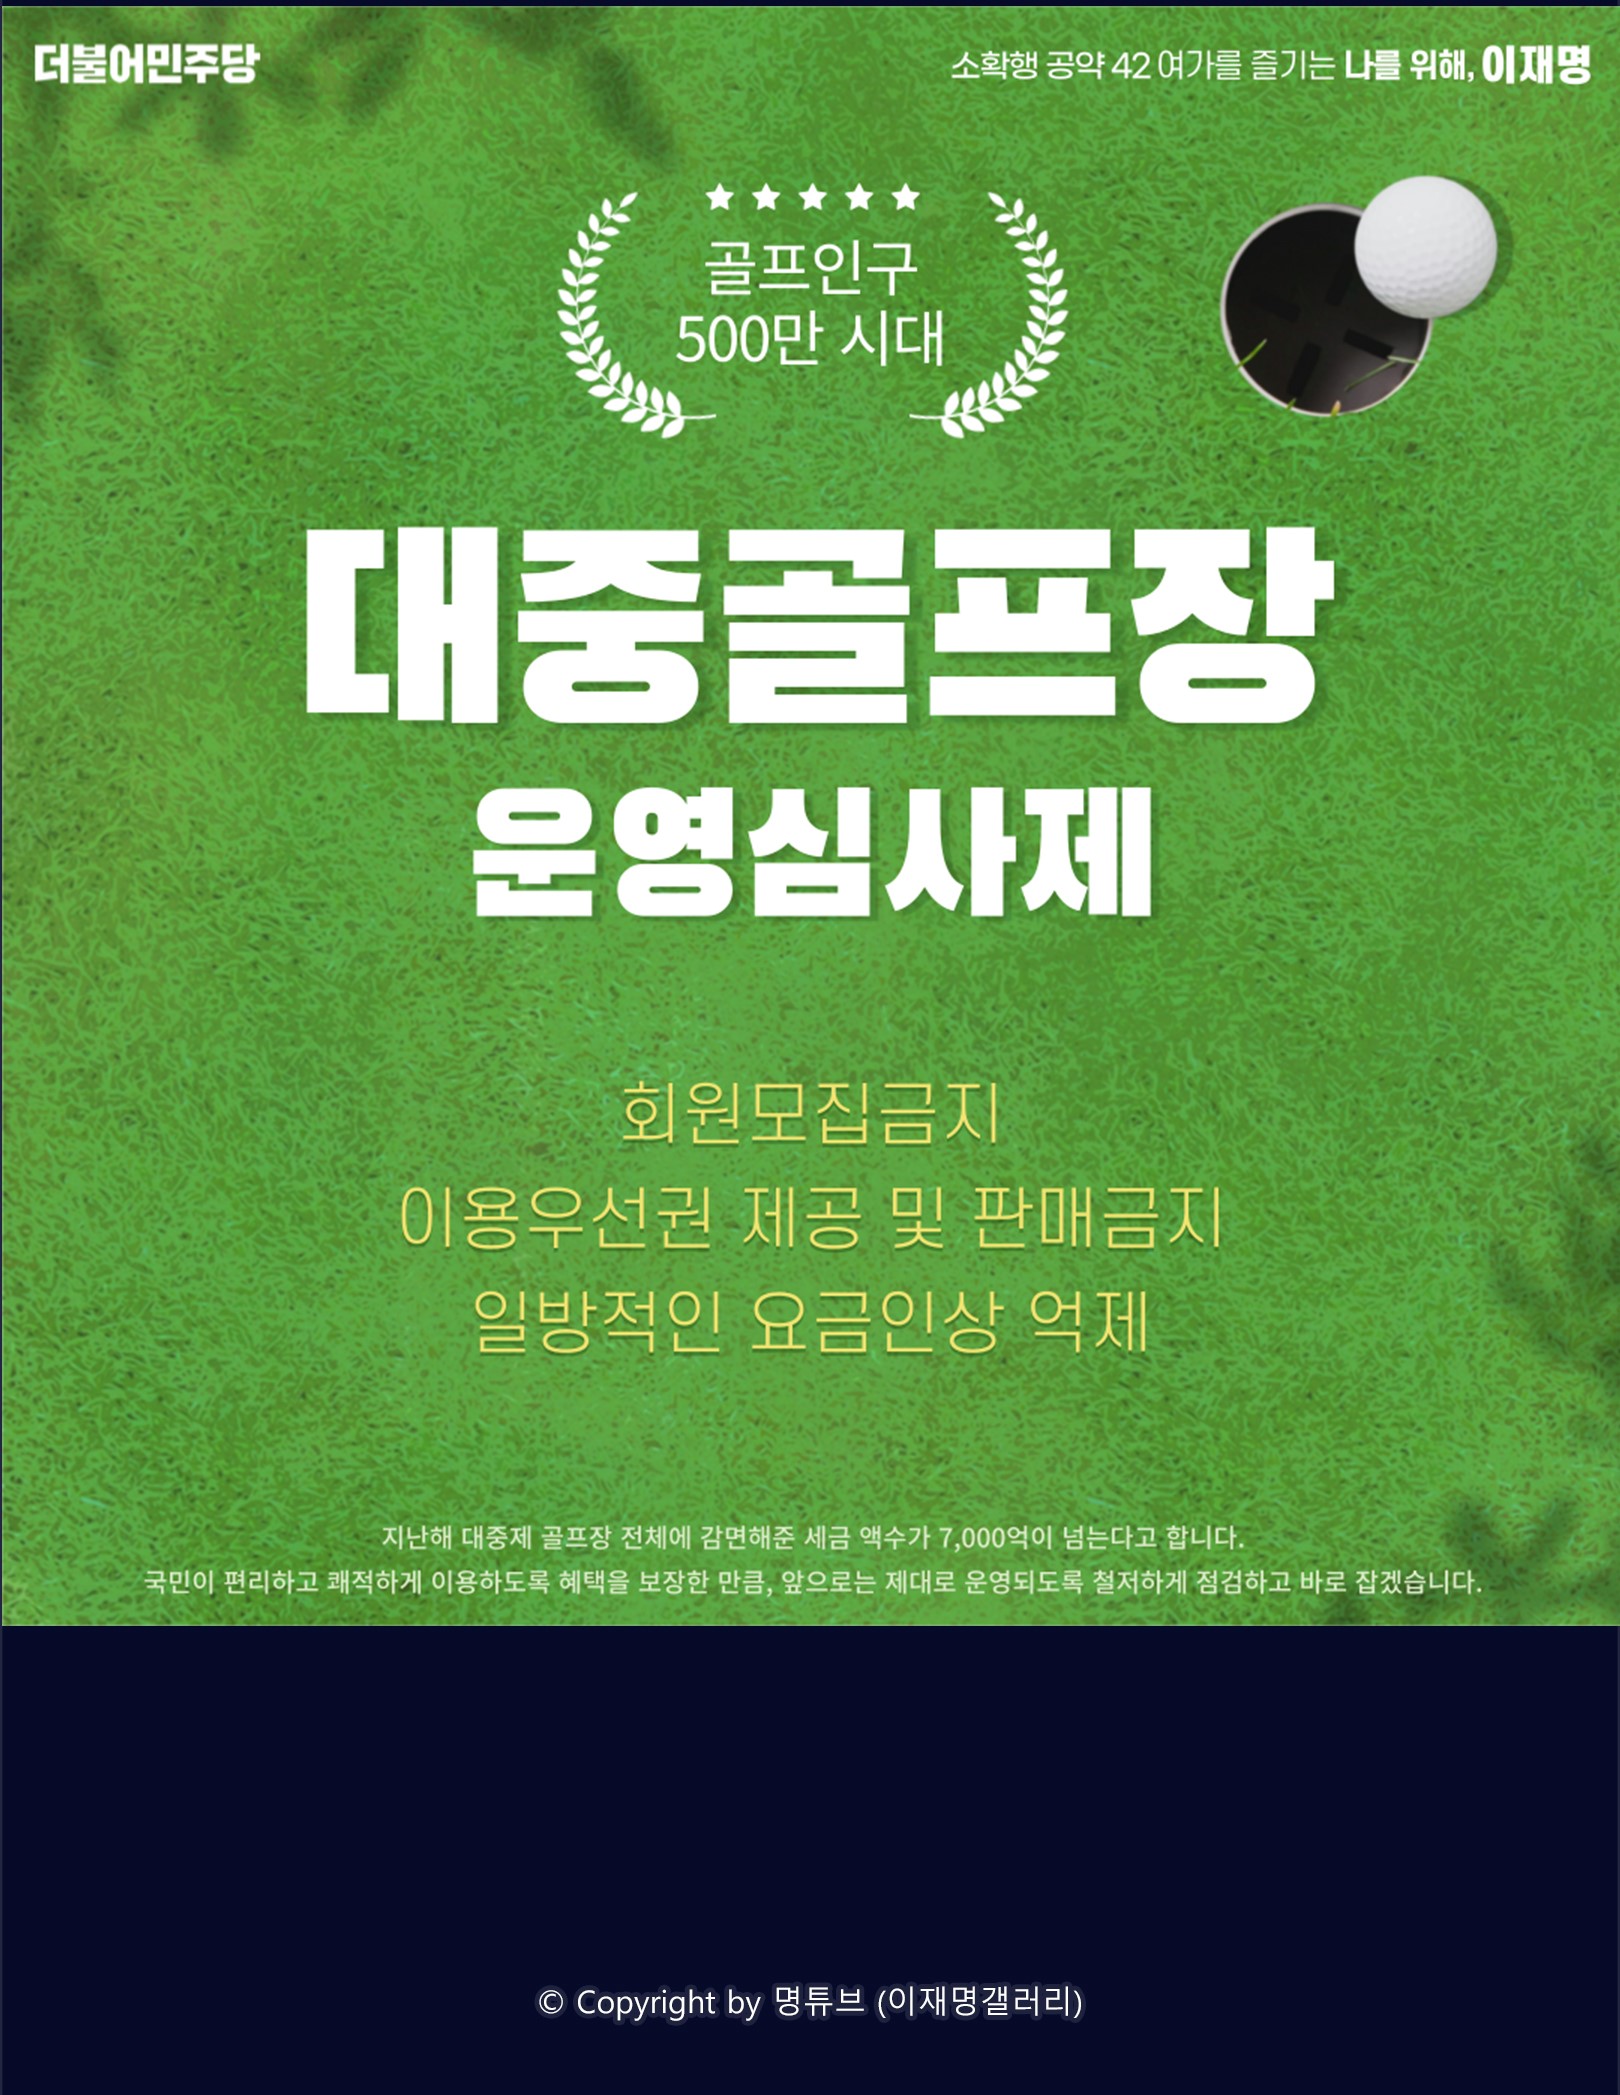 더불어민주당
소확행 공약 42 여가를 즐기는 나를 위해, 이재명
골프인구
500만 시대
대중골프장
운영심사제
회원모집금지
이용우선권 제공 및 판매금지
일방적인 요금인상 억제
지난해 대중제 골프장 전체에 감면해준 세금 액수가 7,000억이 넘는다고 합니다.
국민이 편리하고 쾌적하게 이용하도록 혜택을 보장한 만큼, 앞으로는 제대로 운영되도록 철저하게 점검하고 바로 잡겠습니다.
© Copyright by 명튜브 (이재명갤러리)